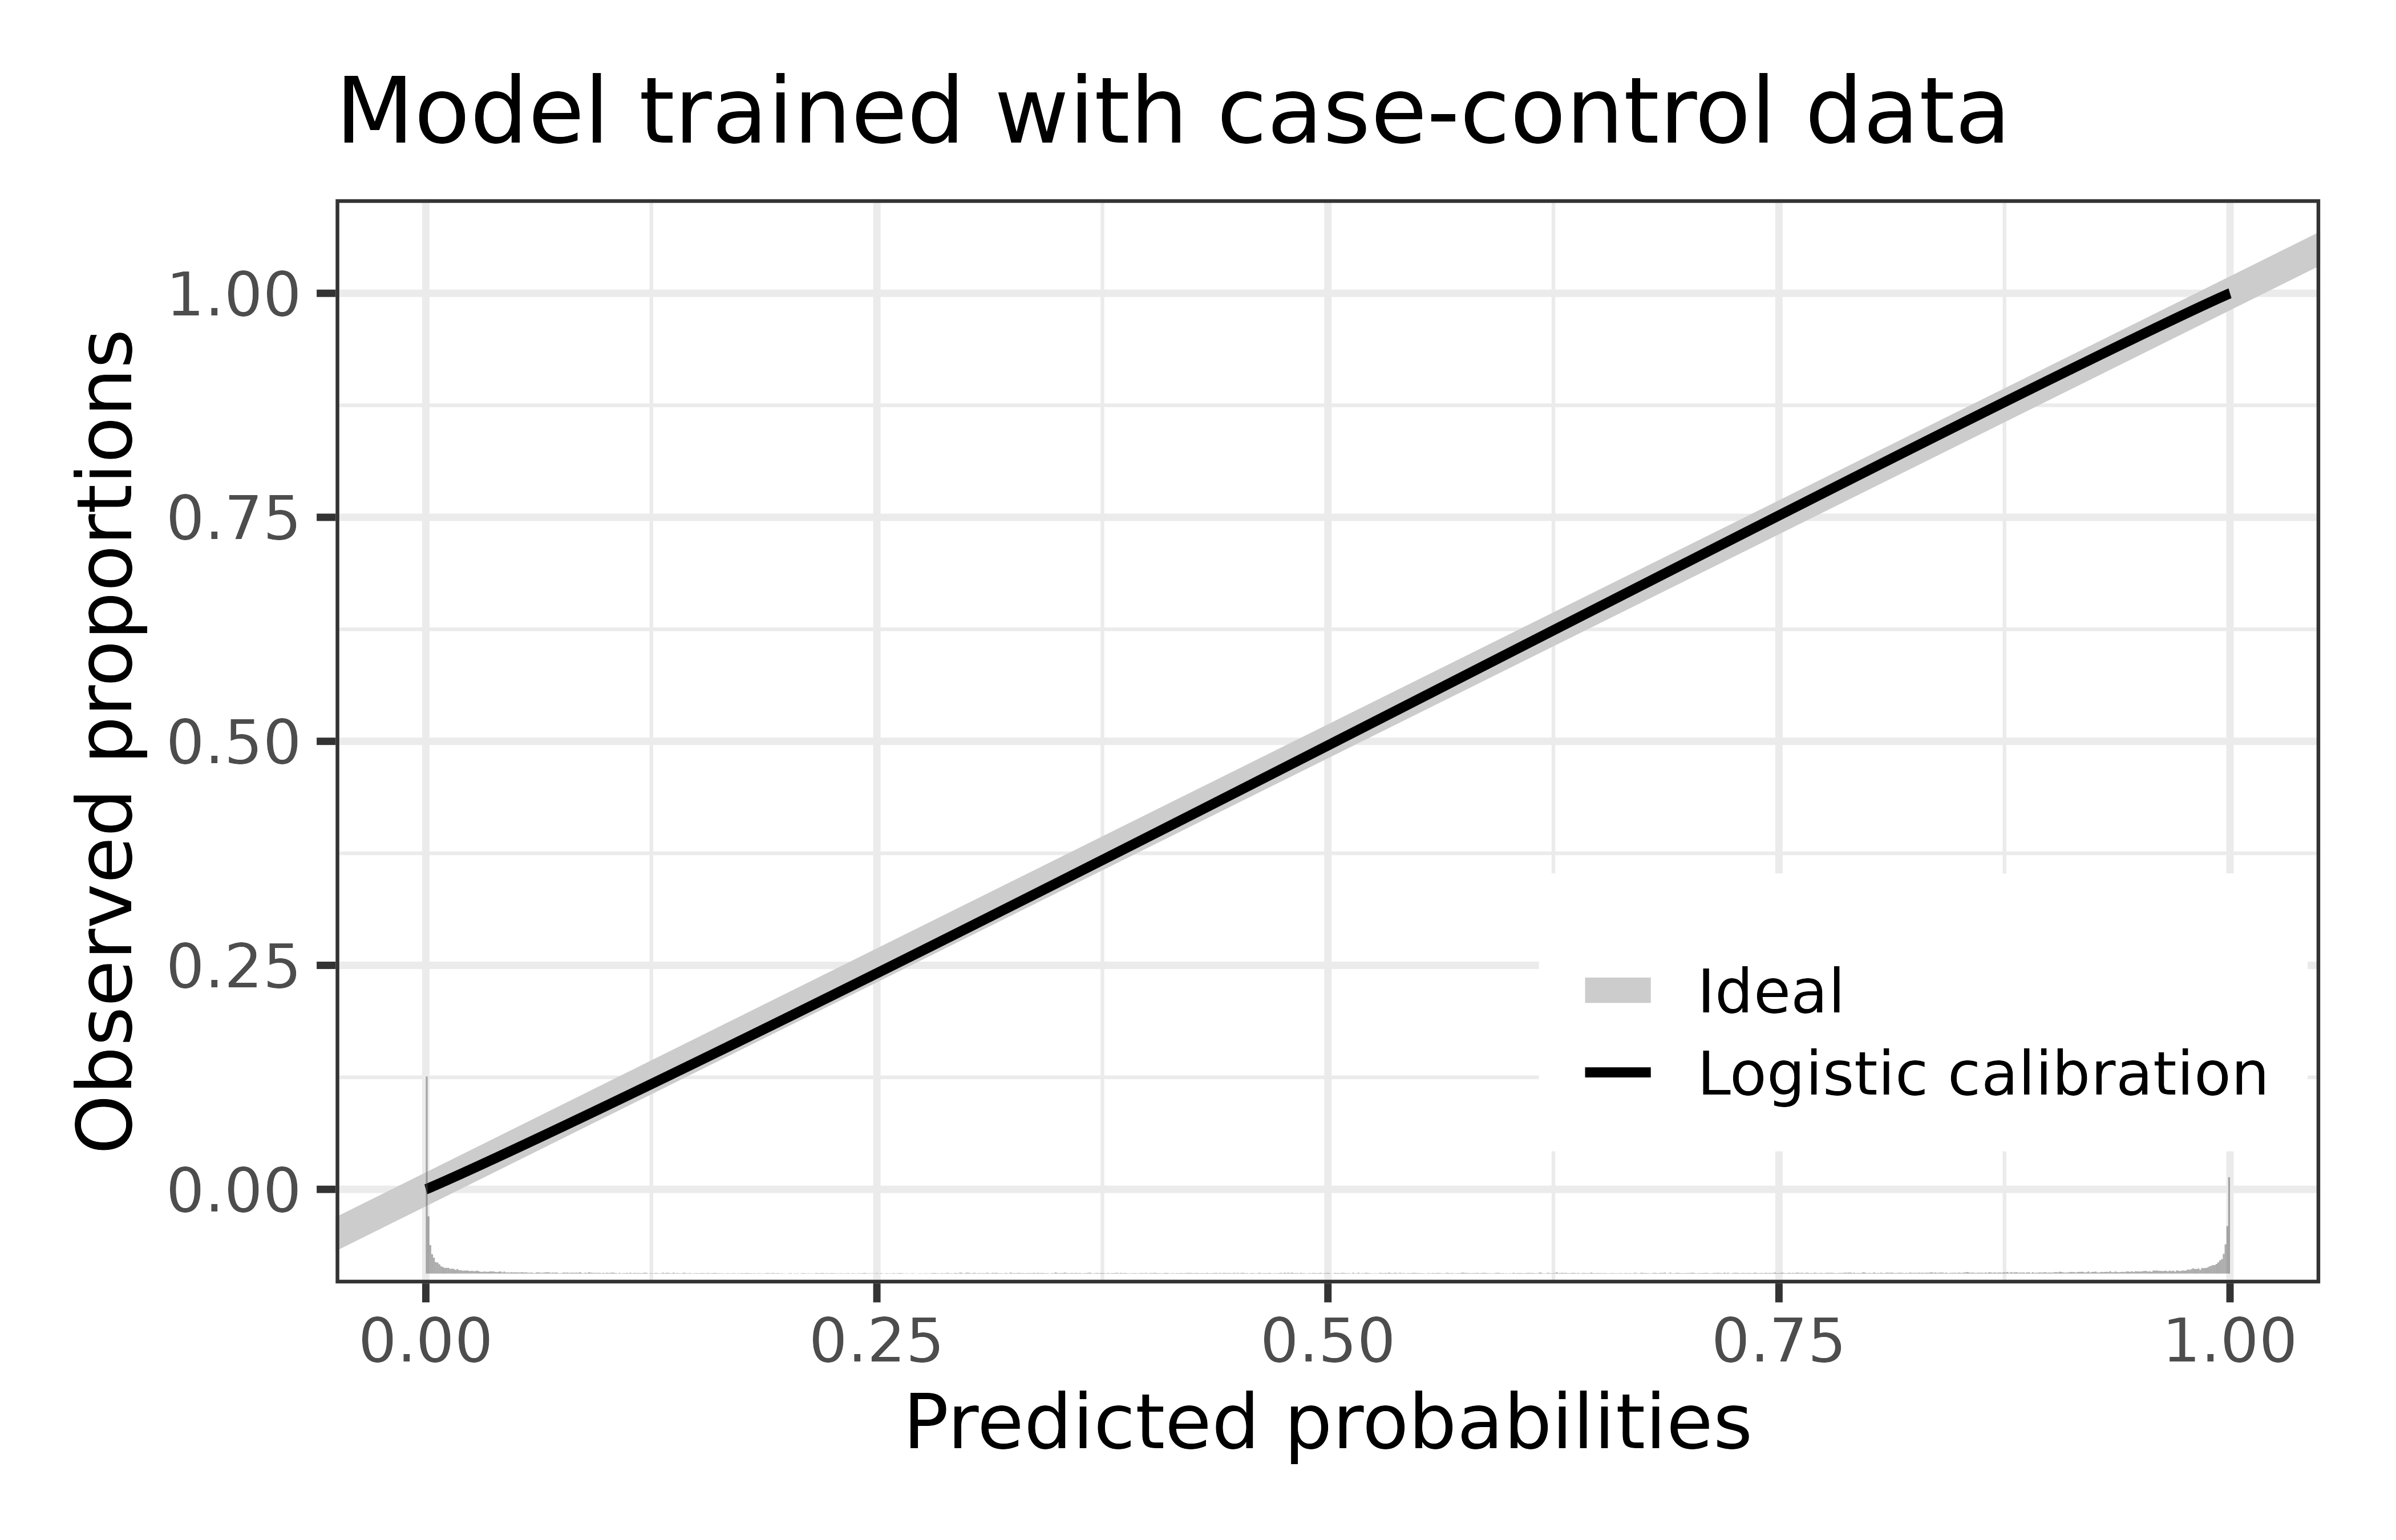 Model trained with case-control data
Observed proportions
1.00
0.75
0.50
0.25
0.00
Ideal
Logistic calibration
0.00 0.25 0.50 0.75 1.00
Predicted probabilities